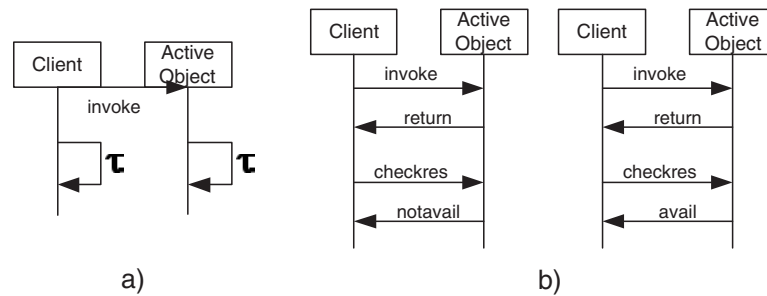 Client
Active
Object
invoke
τ
τ
a)
Client
Active
Object
invoke
return
checkres
notavail
Client
Active
Object
invoke
return
checkres
avail
b)